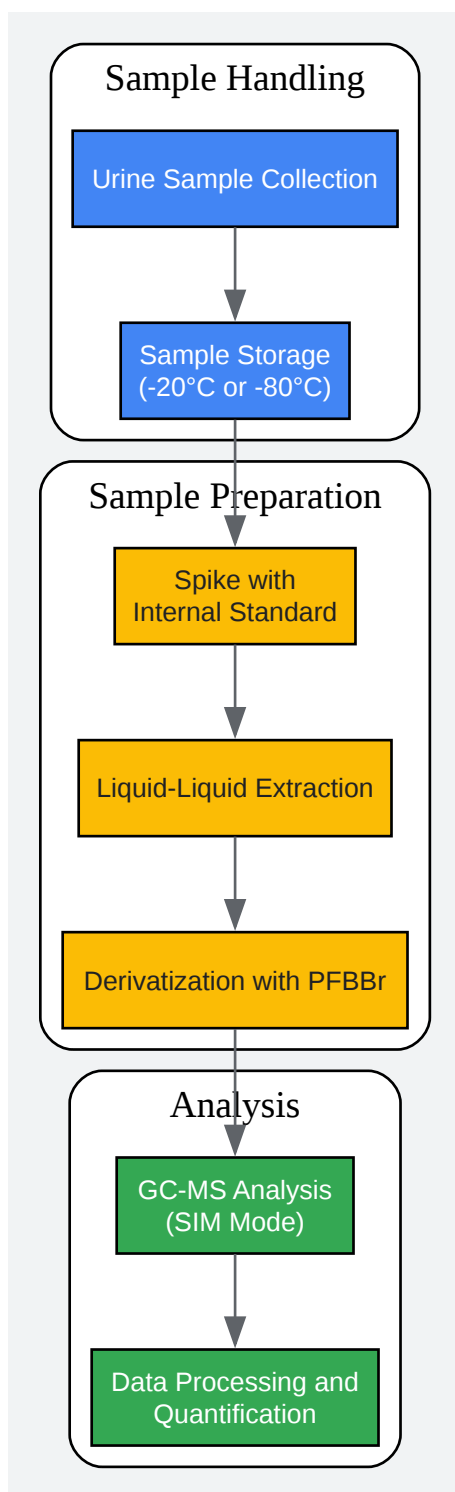 Sample Handling
Urine Sample Collection
Sample Storage
(-20°C or -80°C)
Sample Preparation
Spike with
Internal Standard
Liquid-Liquid Extraction
Derivatization with PFBBr
Analysis
GC-MS Analysis
(SIM Mode)
Data Processing and
Quantification